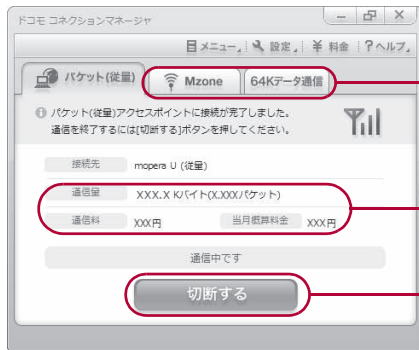 ドコモ コネクションマネージャ
メニュー 設定 ¥ 料金 ? ヘルプ
パケット(従量) Mzone 64Kデータ通信
パケット(従量)アクセスポイントに接続が完了しました。
通信を終了するには[切断する]ボタンを押してください。
接続先 mopera U (従量)
通信量 XXX.X Kバイト(X,XXXパケット)
通信料 XXX円 当月概算料金 XXX円
通信中です
切断する